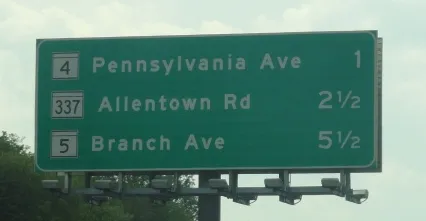 4 Pennsylvania Ave 1
337 Allentown Rd 2½
5 Branch Ave 5½